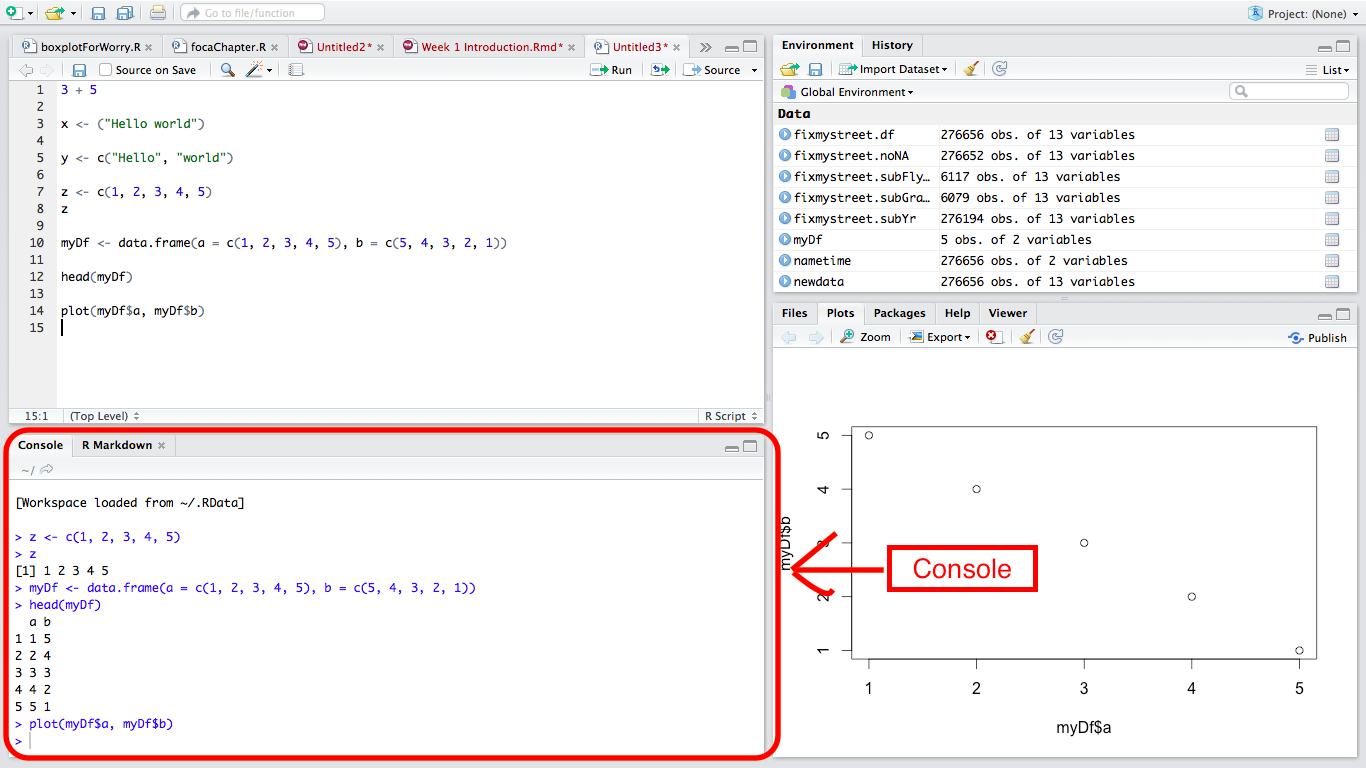 Go to file/function
Project: (None)
boxplotForWorry.R
focaChapter.R
Untitled2*
Week 1 Introduction.Rmd*
Untitled3*
Source on Save
Run
Source
1 3 + 5
2
3 x <- ("Hello world")
4
5 y <- c("Hello", "world")
6
7 z <- c(1, 2, 3, 4, 5)
8 z
9
10 myDf <- data.frame(a = c(1, 2, 3, 4, 5), b = c(5, 4, 3, 2, 1))
11
12 head(myDf)
13
14 plot(myDf$a, myDf$b)
15
15:1 (Top Level) R Script
Console R Markdown
~/
[Workspace loaded from ~/.RData]
> z <- c(1, 2, 3, 4, 5)
> z
[1] 1 2 3 4 5
> myDf <- data.frame(a = c(1, 2, 3, 4, 5), b = c(5, 4, 3, 2, 1))
> head(myDf)
a b
1 1 5
2 2 4
3 3 3
4 4 2
5 5 1
> plot(myDf$a, myDf$b)
>
Environment History
Import Dataset List
Global Environment
Data
fixmystreet.df 276656 obs. of 13 variables
fixmystreet.noNA 276652 obs. of 13 variables
fixmystreet.subFly… 6117 obs. of 13 variables
fixmystreet.subGra… 6079 obs. of 13 variables
fixmystreet.subYr 276194 obs. of 13 variables
myDf 5 obs. of 2 variables
nametime 276656 obs. of 2 variables
newdata 276656 obs. of 13 variables
Files Plots Packages Help Viewer
Zoom Export Publish
5
4
3
2
1
myDf$b
Console
1 2 3 4 5
myDf$a